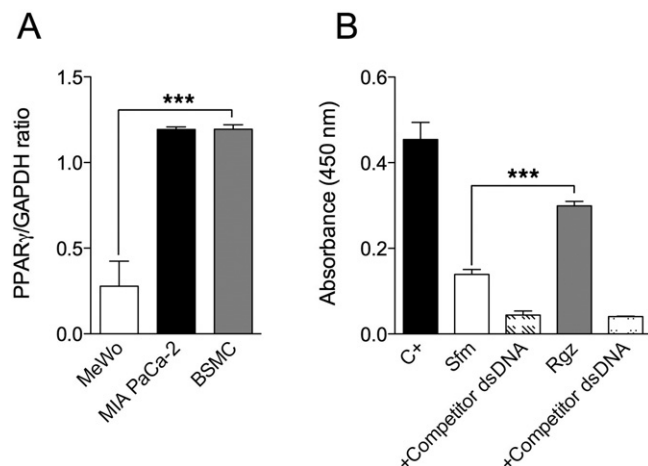 A
PPARγ/GAPDH ratio
1.5
1.0
0.5
0.0
***
MeWo
MIA PaCa-2
BSMC
B
Absorbance (450 nm)
0.6
0.4
0.2
0.0
***
C+
Sfm
+Competitor dsDNA
Rgz
+Competitor dsDNA